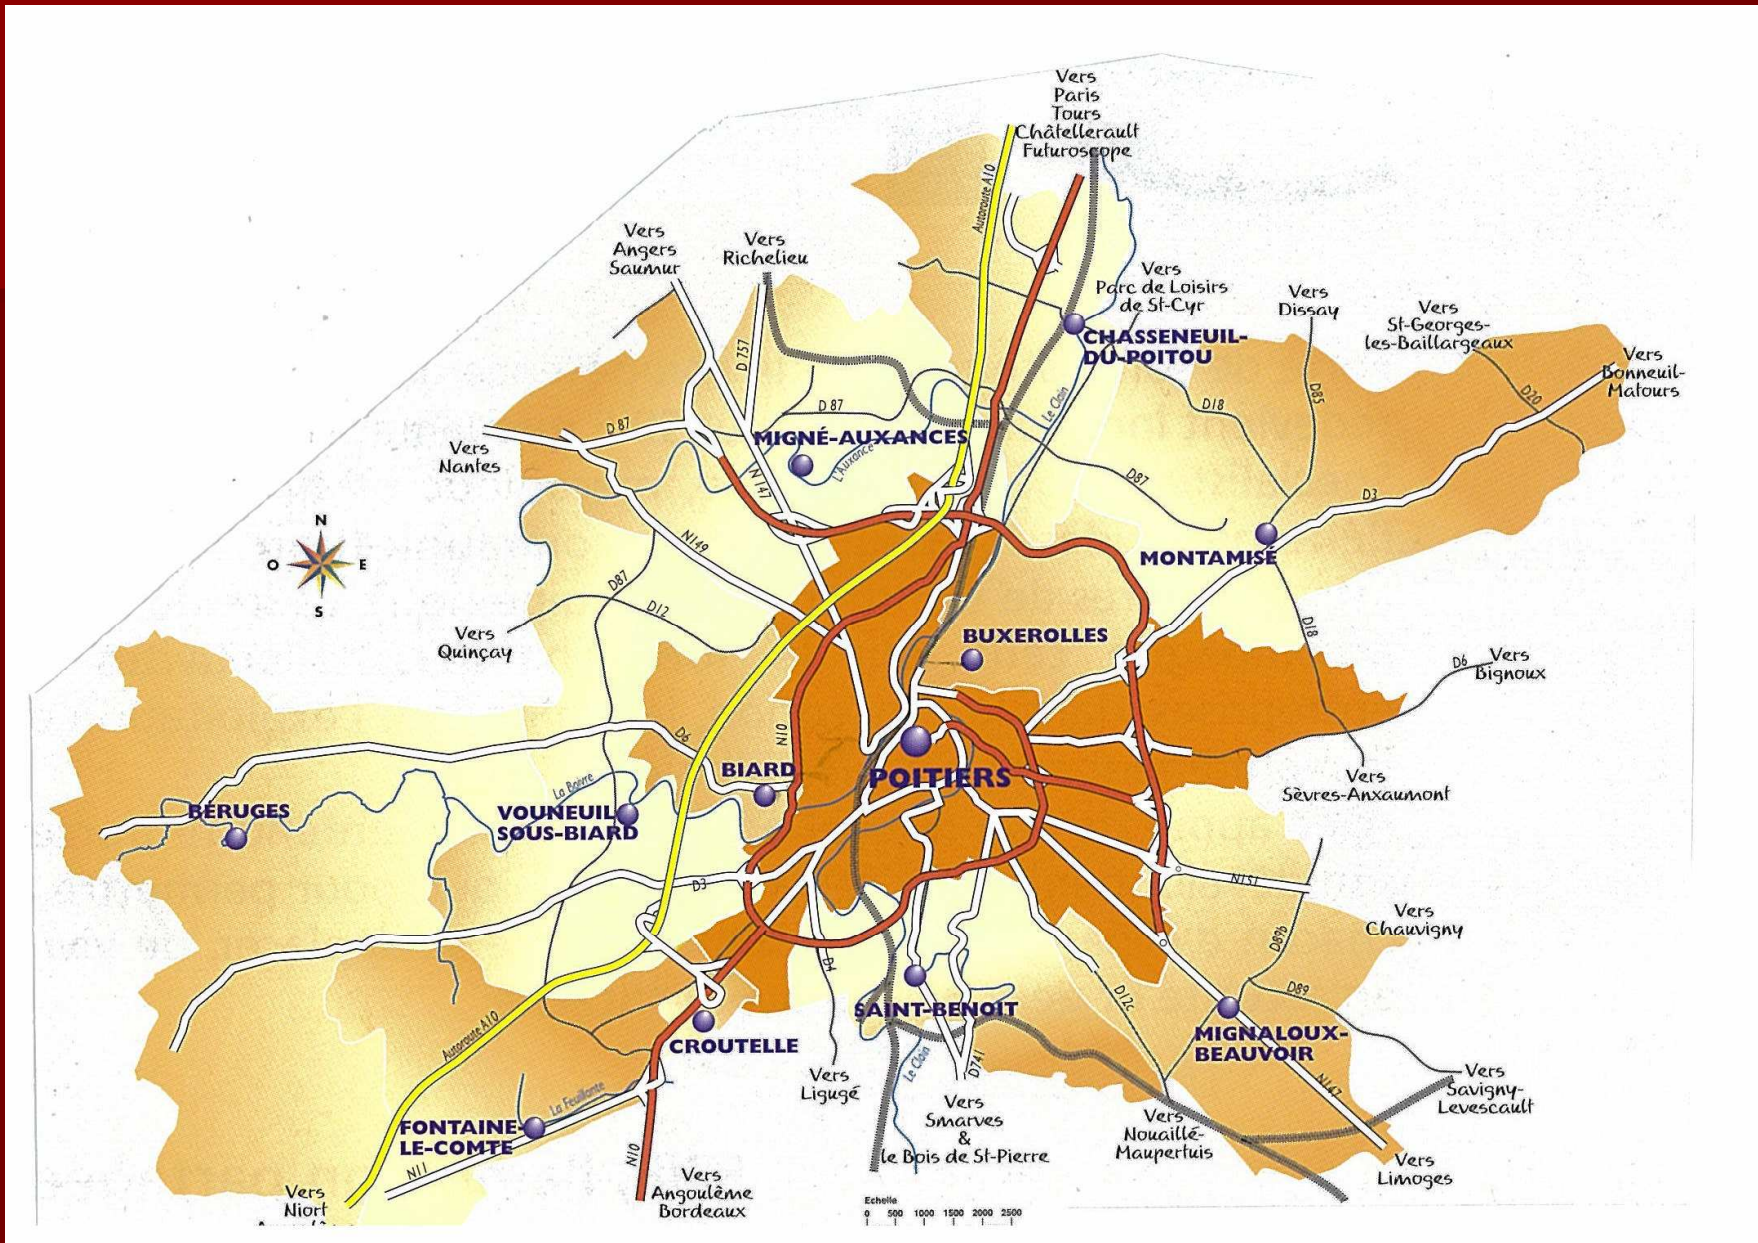 Vers
Paris
Tours
Châtellerault
Futuroscope
Autoroute A10
Vers
Angers
Saumur
Vers
Richelieu
D 757
Vers
Parc de Loisirs
de St-Cyr
Vers
Dissay
Vers
St-Georges-
les-Baillargeaux
Vers
Bonneuil-
Matours
CHASSENEUIL-
DU-POITOU
Le Clain
D18
D85
D20
D 87
D 87
MIGNÉ-AUXANCES
L'Auxance
Vers
Nantes
N147
D87
D3
N
O
E
S
N149
MONTAMISÉ
D87
D12
Vers
Quinçay
BUXEROLLES
D18
D6
Vers
Bignoux
N10
D6
BIARD
POITIERS
Vers
Sèvres-Anxaumont
La Boivre
BÉRUGES
VOUNEUIL
SOUS-BIARD
D3
N151
Vers
Chauvigny
D89b
D4
D12c
D89
SAINT-BENOIT
MIGNALOUX-
BEAUVOIR
Autoroute A10
CROUTELLE
Le Clain
D741
N147
Vers
Ligugé
Vers
Savigny-
Levescault
La Feuillante
FONTAINE-
LE-COMTE
N11
N10
Vers
Smarves
&
le Bois de St-Pierre
Vers
Nouaillé-
Maupertuis
Vers
Limoges
Vers
Niort
Vers
Angoulême
Bordeaux
Echelle
0 500 1000 1500 2000 2500